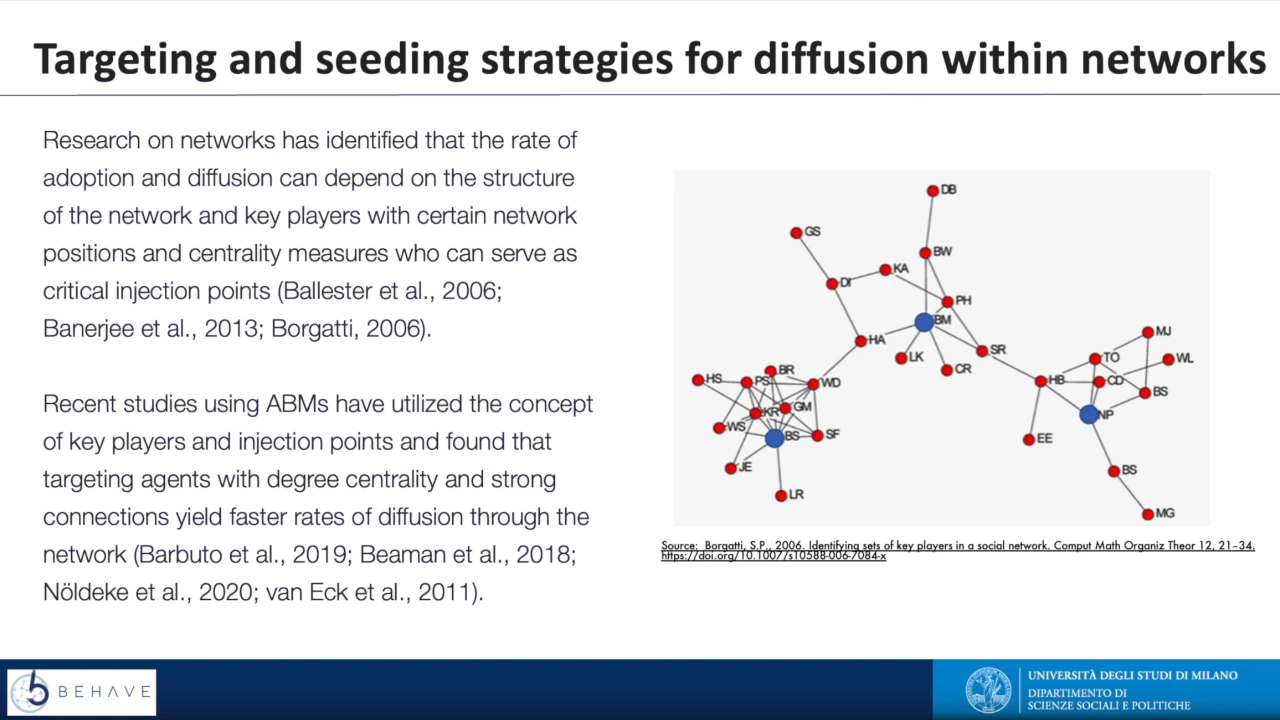 Targeting and seeding strategies for diffusion within networks
Research on networks has identified that the rate of
adoption and diffusion can depend on the structure
of the network and key players with certain network
positions and centrality measures who can serve as
critical injection points (Ballester et al., 2006;
Banerjee et al., 2013; Borgatti, 2006).
Recent studies using ABMs have utilized the concept
of key players and injection points and found that
targeting agents with degree centrality and strong
connections yield faster rates of diffusion through the
network (Barbuto et al., 2019; Beaman et al., 2018;
Nöldeke et al., 2020; van Eck et al., 2011).
DB
GS
BW
KA
DI
PH
BM
HA
LK
SR
CR
MJ
TO
WL
HB
CD
BS
NP
EE
BS
MG
BR
HS
PS
WD
KR
GM
WS
BS
SF
JE
LR
Source: Borgatti, S.P., 2006. Identifying sets of key players in a social network. Comput Math Organiz Theor 12, 21–34.
https://doi.org/10.1007/s10588-006-7084-x
BEHAVE
UNIVERSITÀ DEGLI STUDI DI MILANO
DIPARTIMENTO DI
SCIENZE SOCIALI E POLITICHE